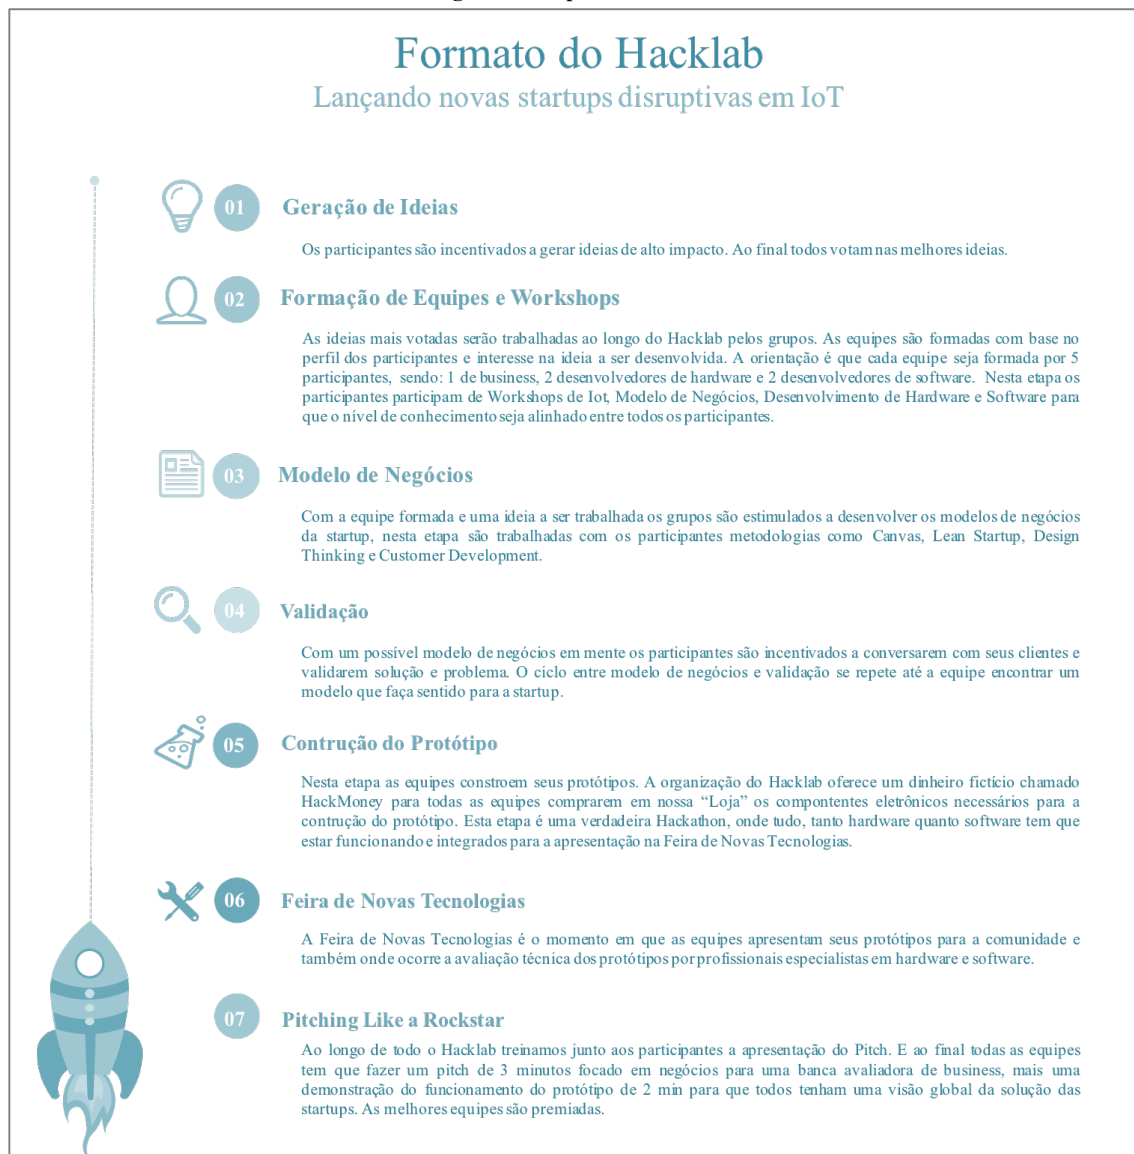 Formato do Hacklab
Lançando novas startups disruptivas em IoT
01
Geração de Ideias
Os participantes são incentivados a gerar ideias de alto impacto. Ao final todos votam nas melhores ideias.
02
Formação de Equipes e Workshops
As ideias mais votadas serão trabalhadas ao longo do Hacklab pelos grupos. As equipes são formadas com base no
perfil dos participantes e interesse na ideia a ser desenvolvida. A orientação é que cada equipe seja formada por 5
participantes, sendo: 1 de business, 2 desenvolvedores de hardware e 2 desenvolvedores de software. Nesta etapa os
participantes participam de Workshops de Iot, Modelo de Negócios, Desenvolvimento de Hardware e Software para
que o nível de conhecimento seja alinhado entre todos os participantes.
03
Modelo de Negócios
Com a equipe formada e uma ideia a ser trabalhada os grupos são estimulados a desenvolver os modelos de negócios
da startup, nesta etapa são trabalhadas com os participantes metodologias como Canvas, Lean Startup, Design
Thinking e Customer Development.
04
Validação
Com um possível modelo de negócios em mente os participantes são incentivados a conversarem com seus clientes e
validarem solução e problema. O ciclo entre modelo de negócios e validação se repete até a equipe encontrar um
modelo que faça sentido para a startup.
05
Contrução do Protótipo
Nesta etapa as equipes constroem seus protótipos. A organização do Hacklab oferece um dinheiro fictício chamado
HackMoney para todas as equipes comprarem em nossa “Loja” os compontentes eletrônicos necessários para a
contrução do protótipo. Esta etapa é uma verdadeira Hackathon, onde tudo, tanto hardware quanto software tem que
estar funcionando e integrados para a apresentação na Feira de Novas Tecnologias.
06
Feira de Novas Tecnologias
A Feira de Novas Tecnologias é o momento em que as equipes apresentam seus protótipos para a comunidade e
também onde ocorre a avaliação técnica dos protótipos por profissionais especialistas em hardware e software.
07
Pitching Like a Rockstar
Ao longo de todo o Hacklab treinamos junto aos participantes a apresentação do Pitch. E ao final todas as equipes
tem que fazer um pitch de 3 minutos focado em negócios para uma banca avaliadora de business, mais uma
demonstração do funcionamento do protótipo de 2 min para que todos tenham uma visão global da solução das
startups. As melhores equipes são premiadas.